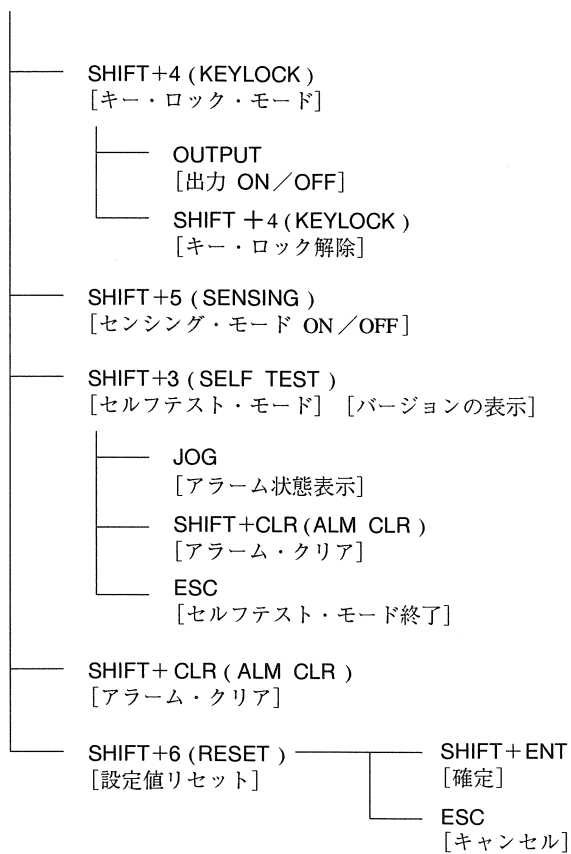 SHIFT+4 (KEYLOCK)
[キー・ロック・モード]
OUTPUT
[出力 ON／OFF]
SHIFT +4 (KEYLOCK)
[キー・ロック解除]
SHIFT+5 (SENSING)
[センシング・モード ON／OFF]
SHIFT+3 (SELF TEST)
[セルフテスト・モード] [バージョンの表示]
JOG
[アラーム状態表示]
SHIFT+CLR (ALM CLR)
[アラーム・クリア]
ESC
[セルフテスト・モード終了]
SHIFT+ CLR (ALM CLR)
[アラーム・クリア]
SHIFT+6 (RESET)
[設定値リセット]
SHIFT+ENT
[確定]
ESC
[キャンセル]